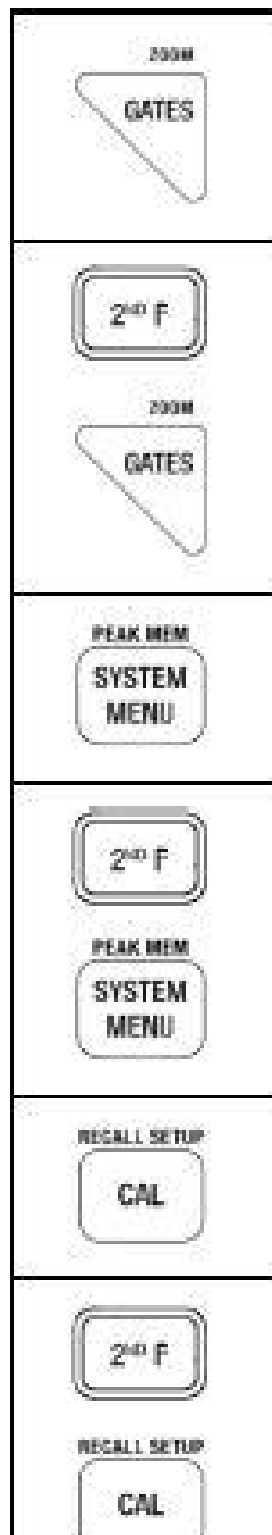 ZOOM
GATES
2ND F
ZOOM
GATES
PEAK MEM
SYSTEM
MENU
2ND F
PEAK MEM
SYSTEM
MENU
RECALL SETUP
CAL
2ND F
RECALL SETUP
CAL